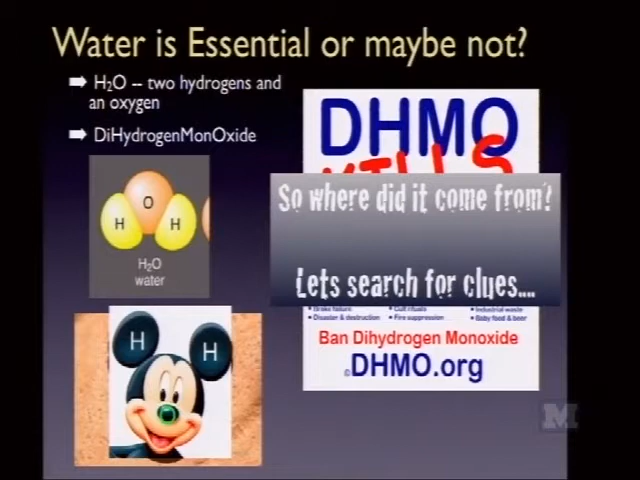 Water is Essential or maybe not?
➡ H₂O -- two hydrogens and
an oxygen
➡ DiHydrogenMonOxide
O
H H
H₂O
water
H H
DHMO
KILLS
So where did it come from?
Lets search for clues....
• Brake failure
• Cult rituals
• Industrial waste
• Disaster & destruction
• Fire suppression
• Baby food & beer
Ban Dihydrogen Monoxide
©DHMO.org
M